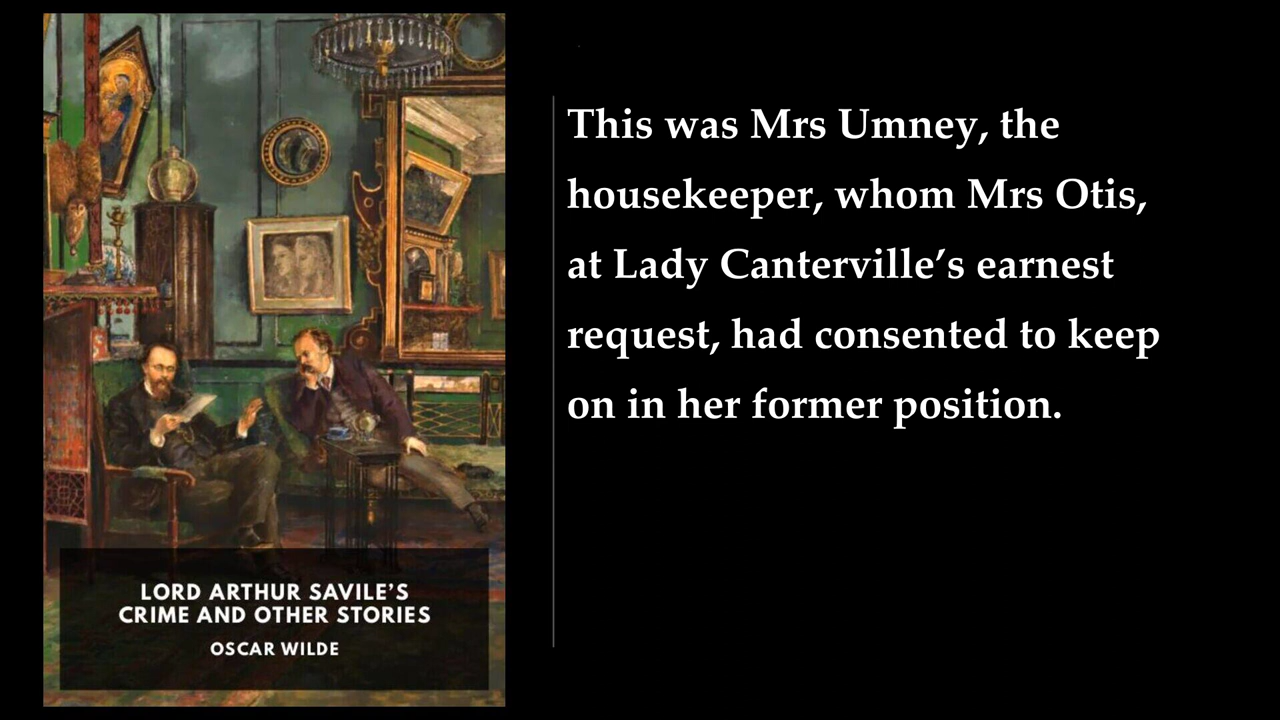 This was Mrs Umney, the
housekeeper, whom Mrs Otis,
at Lady Canterville’s earnest
request, had consented to keep
on in her former position.
LORD ARTHUR SAVILE’S
CRIME AND OTHER STORIES
OSCAR WILDE